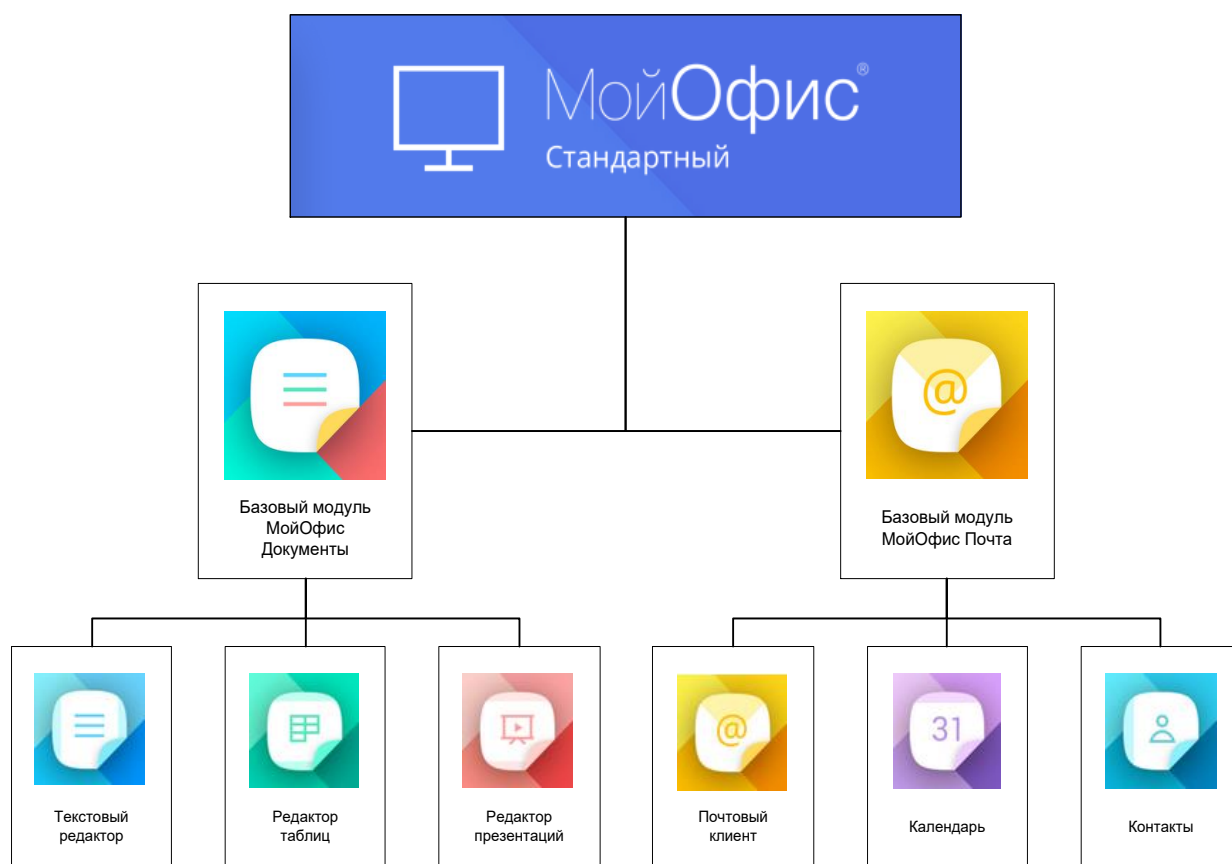 МойОфис®
Стандартный
@
Базовый модуль
МойОфис
Документы
Базовый модуль
МойОфис Почта
@
31
Текстовый
редактор
Редактор
таблиц
Редактор
презентаций
Почтовый
клиент
Календарь
Контакты